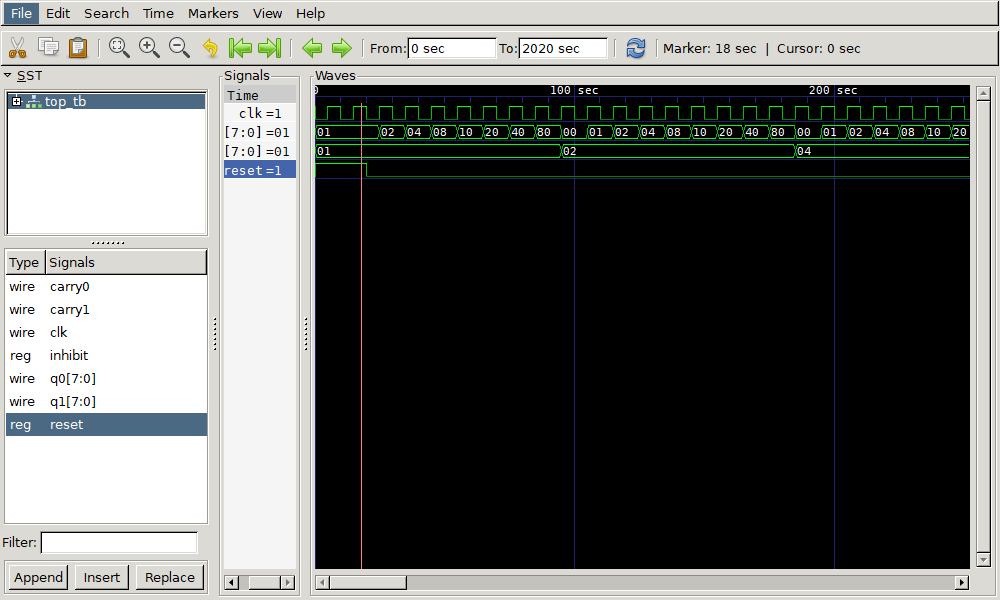 File Edit Search Time Markers View Help
From: 0 sec To: 2020 sec Marker: 18 sec | Cursor: 0 sec
SST
top_tb
Type Signals
wire carry0
wire carry1
wire clk
reg inhibit
wire q0[7:0]
wire q1[7:0]
reg reset
Filter:
Append Insert Replace
Signals
Time
clk =1
[7:0] =01
[7:0] =01
reset =1
Waves
0 100 sec 200 sec
01 02 04 08 10 20 40 80 00 01 02 04 08 10 20 40 80 00 01 02 04 08 10 20
01 02 04